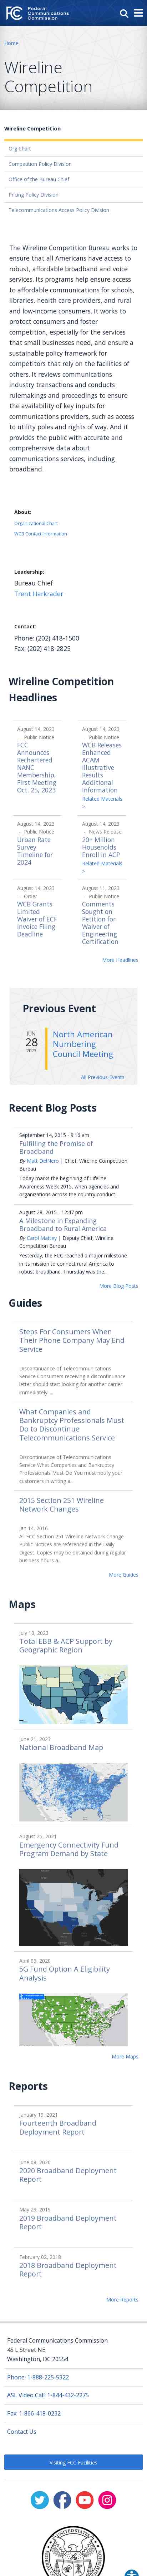 FCC
Federal
Communications
Commission
Home
Wireline
Competition
Wireline Competition
Org Chart
Competition Policy Division
Office of the Bureau Chief
Pricing Policy Division
Telecommunications Access Policy Division
The Wireline Competition Bureau works to
ensure that all Americans have access to
robust, affordable broadband and voice
services. Its programs help ensure access
to affordable communications for schools,
libraries, health care providers, and rural
and low-income consumers. It works to
protect consumers and foster
competition, especially for the services
that small businesses need, and ensure a
sustainable policy framework for
competitors that rely on the facilities of
others. It reviews communications
industry transactions and conducts
rulemakings and proceedings to ensure
the availability of key inputs for
communications providers, such as access
to utility poles and rights of way. And it
provides the public with accurate and
comprehensive data about
communications services, including
broadband.
About:
Organizational Chart
WCB Contact Information
Leadership:
Bureau Chief
Trent Harkrader
Contact:
Phone: (202) 418-1500
Fax: (202) 418-2825
Wireline Competition
Headlines
August 14, 2023
- Public Notice
FCC
Announces
Rechartered
NANC
Membership,
First Meeting
Oct. 25, 2023
August 14, 2023
- Public Notice
WCB Releases
Enhanced
ACAM
Illustrative
Results
Additional
Information
Related Materials
>
August 14, 2023
- Public Notice
Urban Rate
Survey
Timeline for
2024
August 14, 2023
- News Release
20+ Million
Households
Enroll in ACP
Related Materials
>
August 14, 2023
- Order
WCB Grants
Limited
Waiver of ECF
Invoice Filing
Deadline
August 11, 2023
- Public Notice
Comments
Sought on
Petition for
Waiver of
Engineering
Certification
More Headlines
Previous Event
JUN
28
2023
North American
Numbering
Council Meeting
All Previous Events
Recent Blog Posts
September 14, 2015 - 9:16 am
Fulfilling the Promise of
Broadband
By Matt DelNero | Chief, Wireline Competition
Bureau
Today marks the beginning of Lifeline
Awareness Week 2015, when agencies and
organizations across the country conduct...
August 28, 2015 - 12:47 pm
A Milestone in Expanding
Broadband to Rural America
By Carol Mattey | Deputy Chief, Wireline
Competition Bureau
Yesterday, the FCC reached a major milestone
in its mission to connect rural America to
robust broadband. Thursday was the...
More Blog Posts
Guides
Steps For Consumers When
Their Phone Company May End
Service
Discontinuance of Telecommunications
Service Consumers receiving a discontinuance
letter should start looking for another carrier
immediately. ...
What Companies and
Bankruptcy Professionals Must
Do to Discontinue
Telecommunications Service
Discontinuance of Telecommunications
Service What Companies and Bankruptcy
Professionals Must Do You must notify your
customers in writing a...
2015 Section 251 Wireline
Network Changes
Jan 14, 2016
All FCC Section 251 Wireline Network Change
Public Notices are referenced in the Daily
Digest. Copies may be obtained during regular
business hours a...
More Guides
Maps
July 10, 2023
Total EBB & ACP Support by
Geographic Region
June 21, 2023
National Broadband Map
August 25, 2021
Emergency Connectivity Fund
Program Demand by State
April 09, 2020
5G Fund Option A Eligibility
Analysis
More Maps
Reports
January 19, 2021
Fourteenth Broadband
Deployment Report
June 08, 2020
2020 Broadband Deployment
Report
May 29, 2019
2019 Broadband Deployment
Report
February 02, 2018
2018 Broadband Deployment
Report
More Reports
Federal Communications Commission
45 L Street NE
Washington, DC 20554
Phone: 1-888-225-5322
ASL Video Call: 1-844-432-2275
Fax: 1-866-418-0232
Contact Us
Visiting FCC Facilities